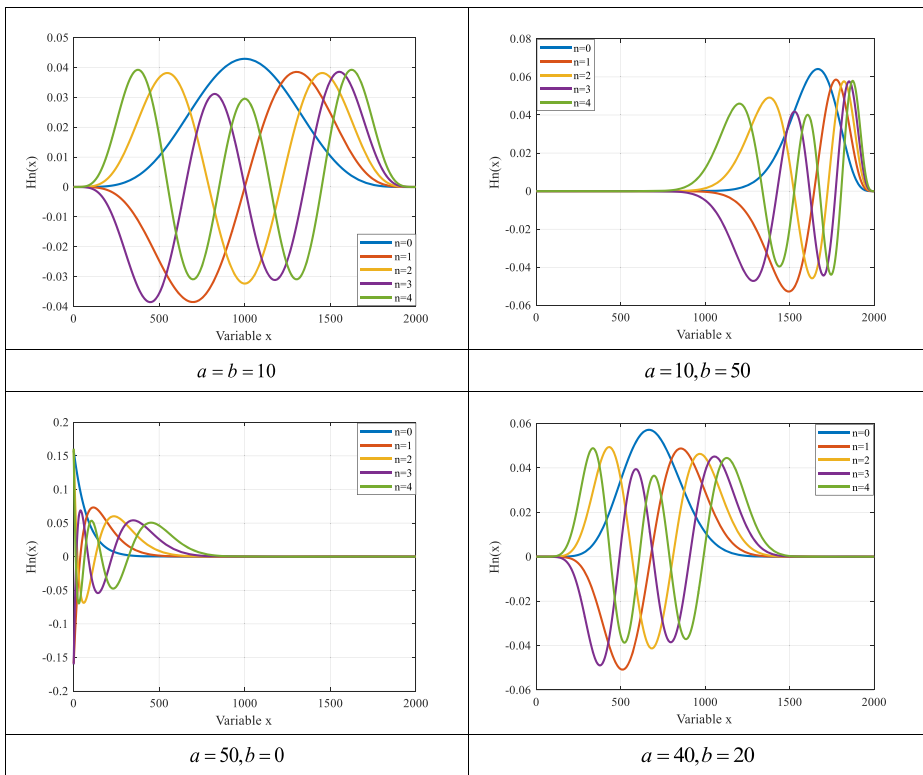 0.05
0.04
0.03
0.02
0.01
0
-0.01
-0.02
-0.03
-0.04
Hn(x)
0
500
1000
1500
2000
Variable x
n=0
n=1
n=2
n=3
n=4
0.08
0.06
0.04
0.02
0
-0.02
-0.04
-0.06
Hn(x)
0
500
1000
1500
2000
Variable x
n=0
n=1
n=2
n=3
n=4
a = b = 10
a = 10, b = 50
0.2
0.15
0.1
0.05
0
-0.05
-0.1
-0.15
-0.2
Hn(x)
0
500
1000
1500
2000
Variable x
n=0
n=1
n=2
n=3
n=4
0.06
0.04
0.02
0
-0.02
-0.04
-0.06
Hn(x)
0
500
1000
1500
2000
Variable x
n=0
n=1
n=2
n=3
n=4
a = 50, b = 0
a = 40, b = 20